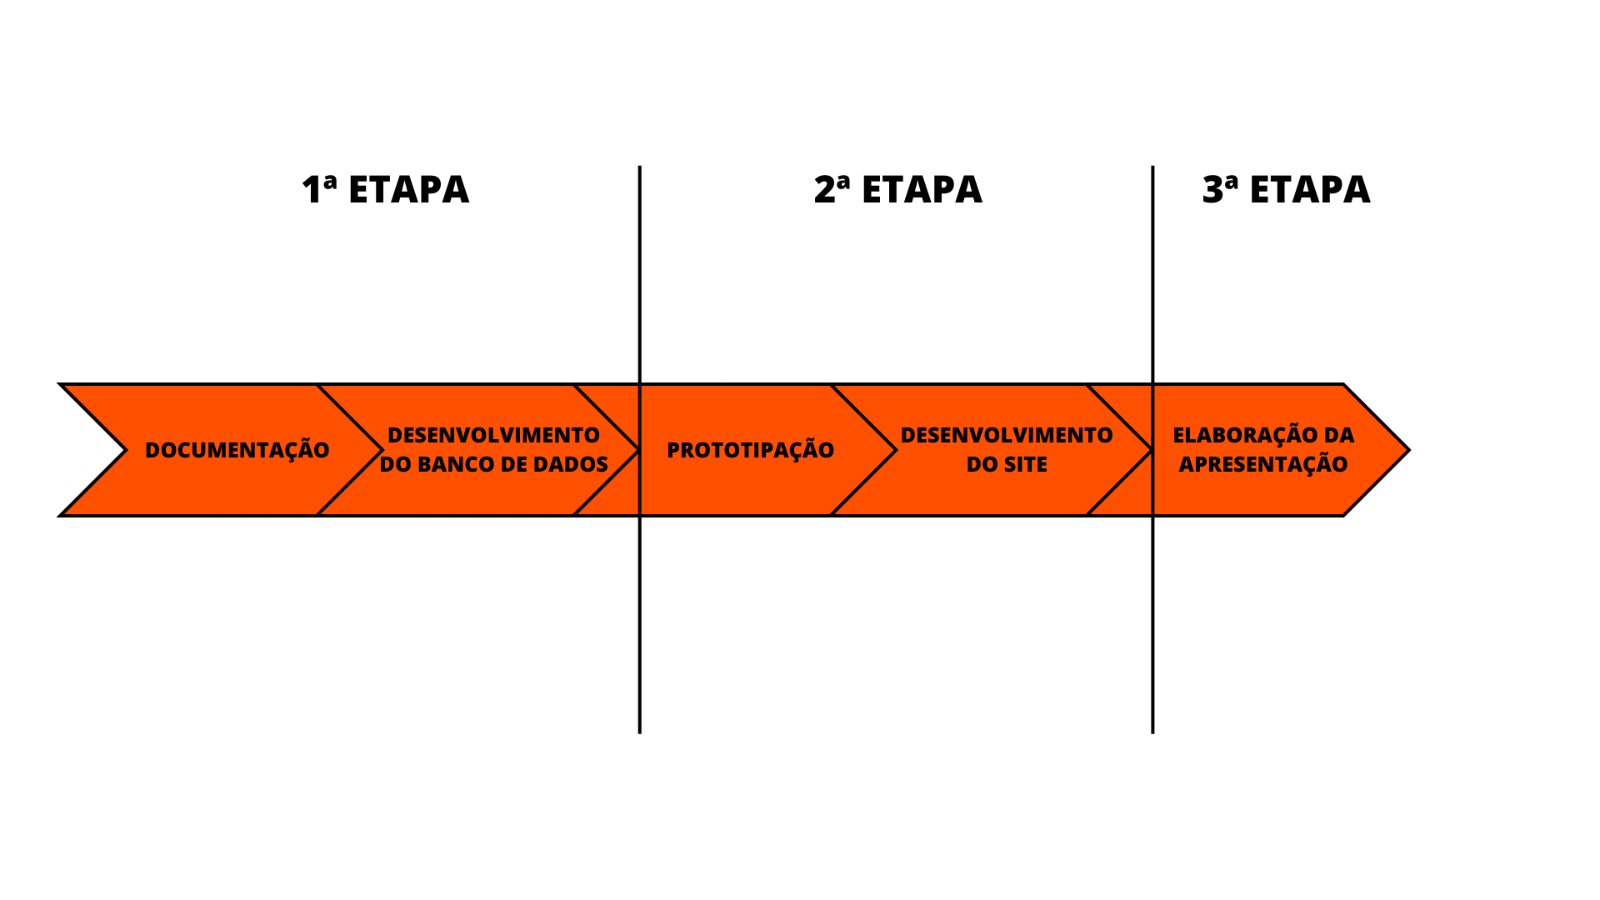 1ª ETAPA
2ª ETAPA
3ª ETAPA
DOCUMENTAÇÃO
DESENVOLVIMENTO
DO BANCO DE DADOS
PROTOTIPAÇÃO
DESENVOLVIMENTO
DO SITE
ELABORAÇÃO DA
APRESENTAÇÃO